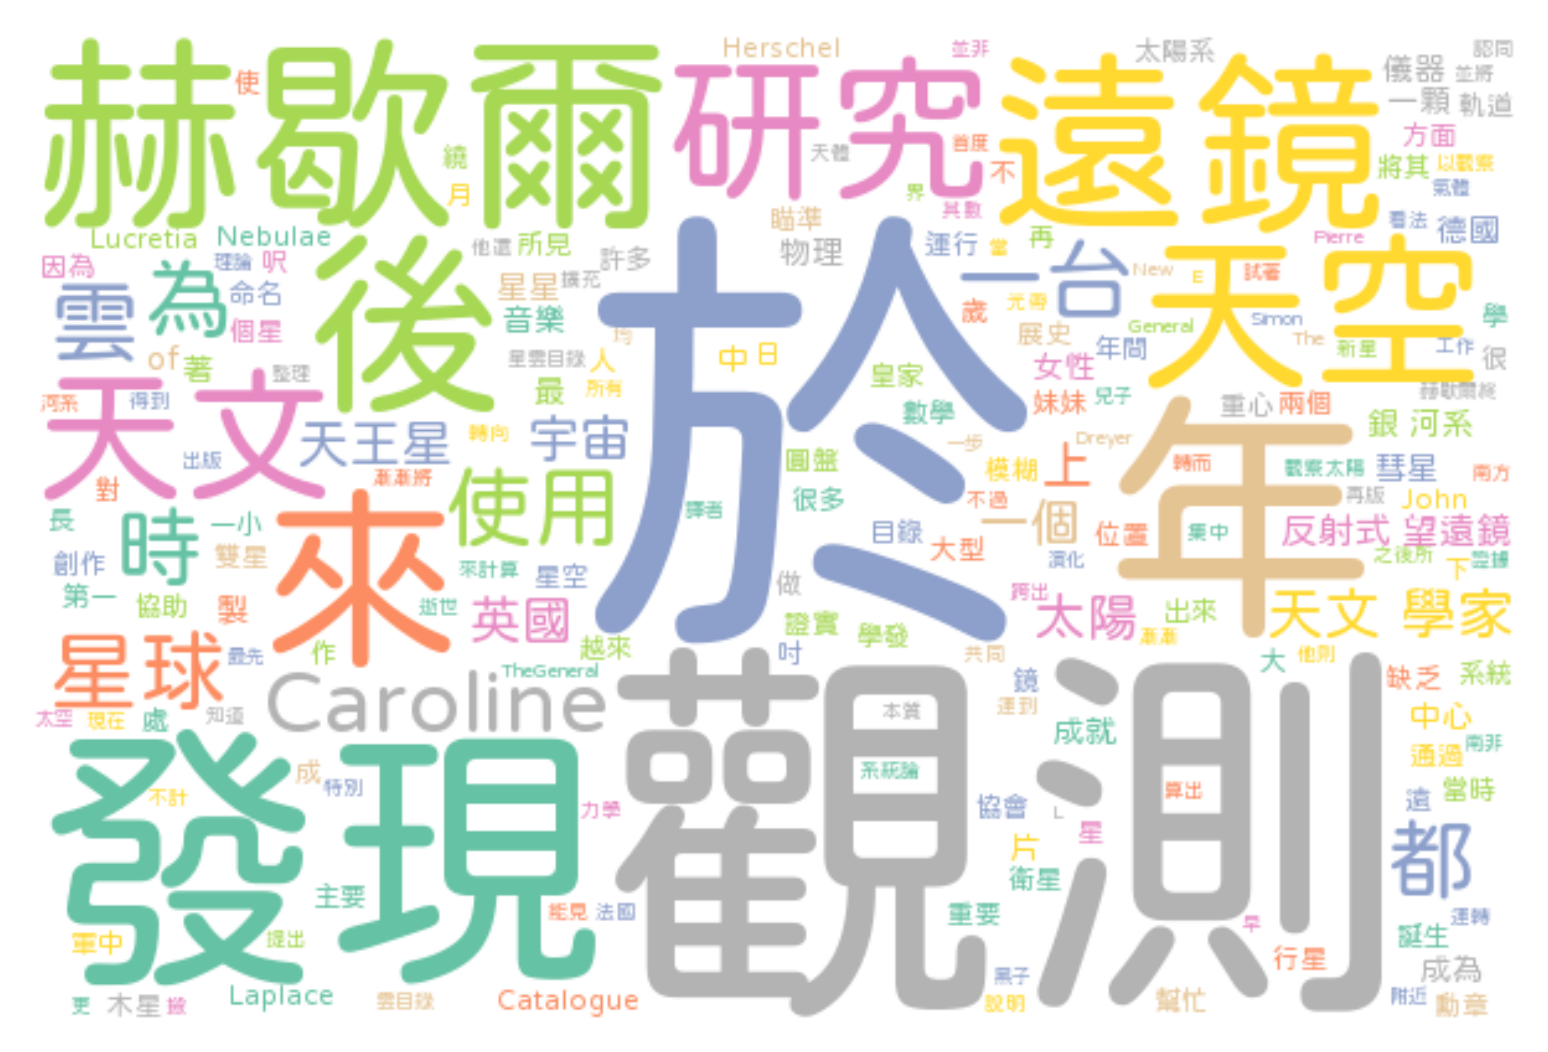 赫歇爾
使
研究
Herschel
並非
遠鏡
太陽系
儀器
認同
並將
一顆
軌道
方面
將其
以觀察
氣體
繞
月
天體
首度
不
界
其數
瞄準
物理
運行
當
再
Pierre
看法
德國
Lucretia
Nebulae
他還
所見
許多
因為
理論
呎
後
於
一台
New
E
試著
天空
雲
為
命名
個星
星星
擴充
音樂
歲
元帶
展史
General
Simon
The
新星
工作
學
很
of
著
整理
星雲目錄
人
均
中
日
皇家
女性
年間
河系
得到
天文
最
所有
數學
妹妹
兒子
重心
兩個
天王星
轉向
宇宙
一步
Dreyer
年
銀
河系
出版
漸漸將
圓盤
模糊
上
轉而
觀察太陽
彗星
南方
對
使用
很多
不過
再版
John
長
時
一小
來
譯者
目錄
一個
位置
集中
反射式
望遠鏡
創作
雙星
大型
演化
之後所
下
證據
第一
協助
製
來計算
星空
做
跨出
逝世
英國
證實
學發
太陽
出來
天文
學家
星球
最先
作
越來
吋
共同
漸漸
大
他則
TheGeneral
Caroline
觀測
鏡
缺乏
系統
太空
現在
處
知道
本質
運到
成就
中心
通過
南非
發現
成
特別
不計
系統論
算出
遠
當時
力學
協會
L
星
片
都
衛星
主要
能見
法國
重要
早
運轉
誕生
軍中
提出
行星
成為
更
木星
Laplace
雲目錄
Catalogue
黑子
說明
幫忙
附近
勳章